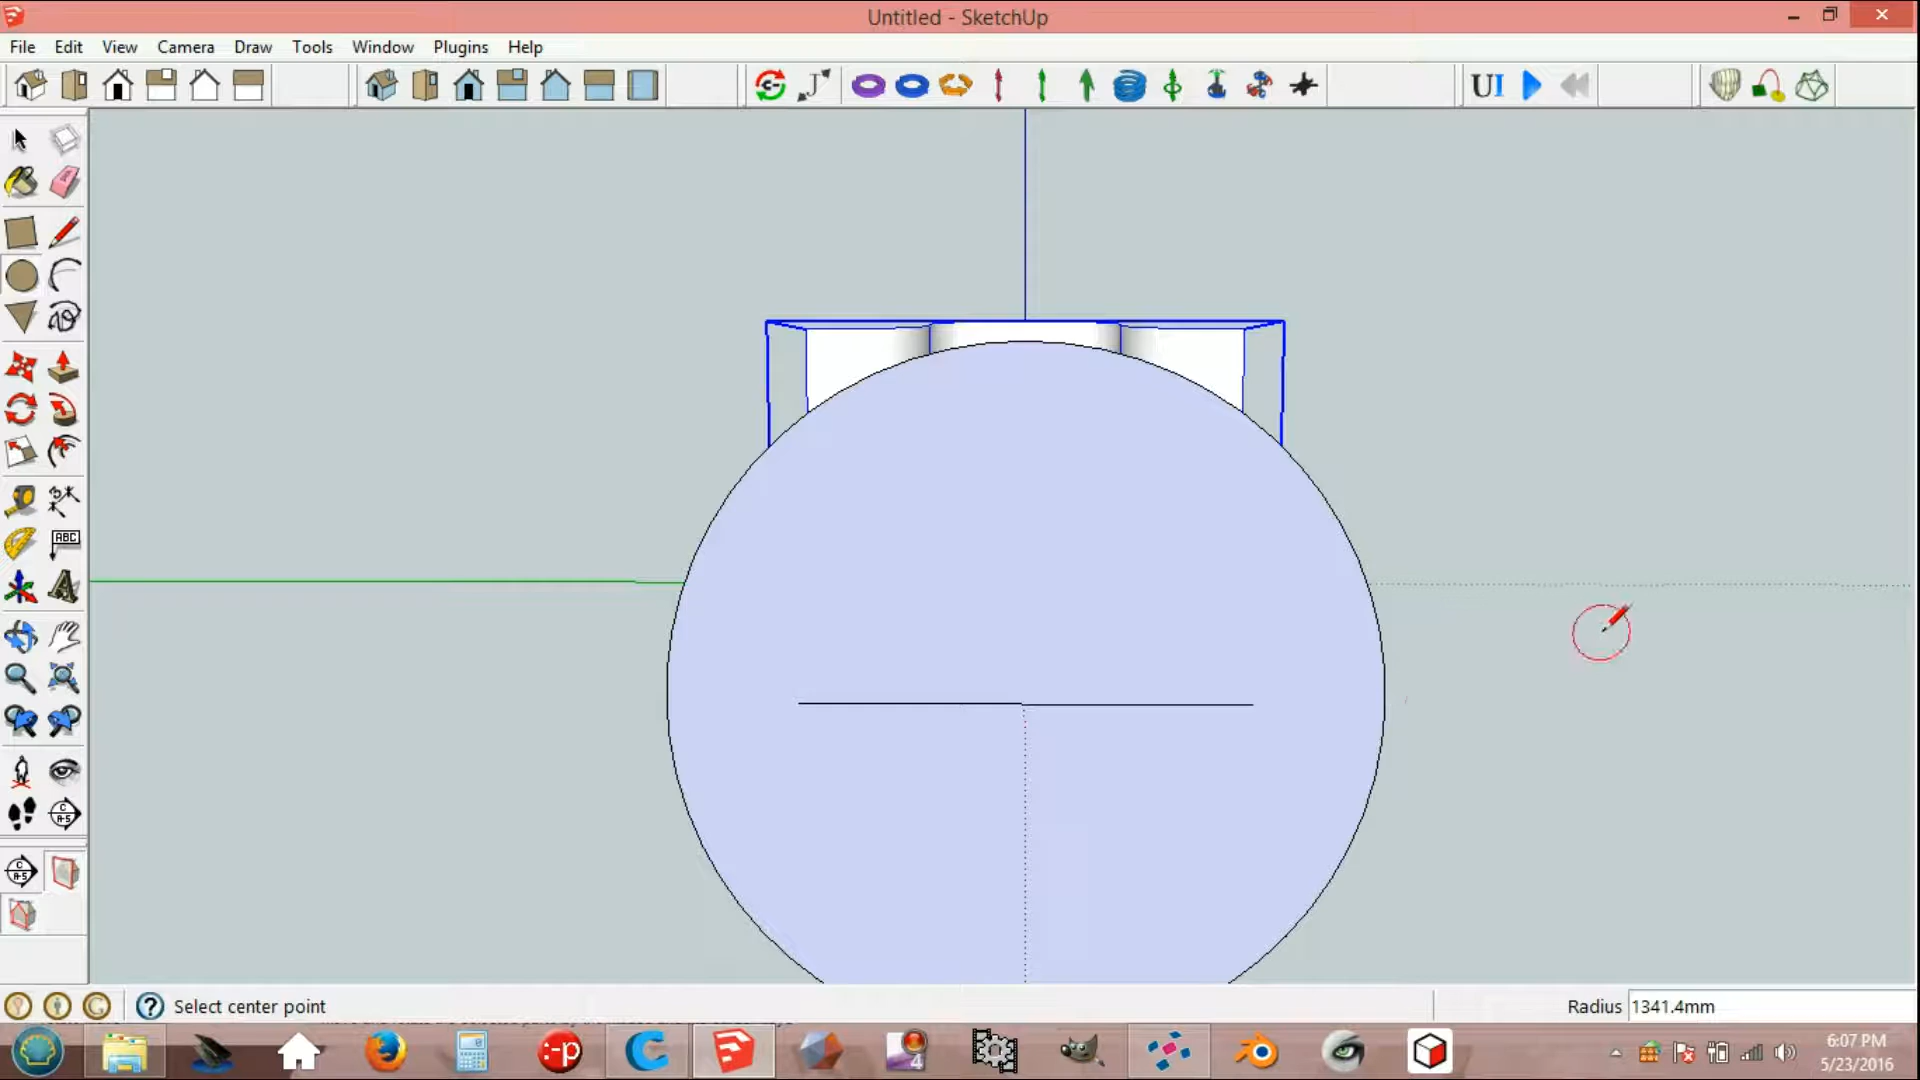 Untitled - SketchUp
File Edit View Camera Draw Tools Window Plugins Help
UI
ABC
Select center point
Radius 1341.4mm
:-p
4
6:07 PM
5/23/2016